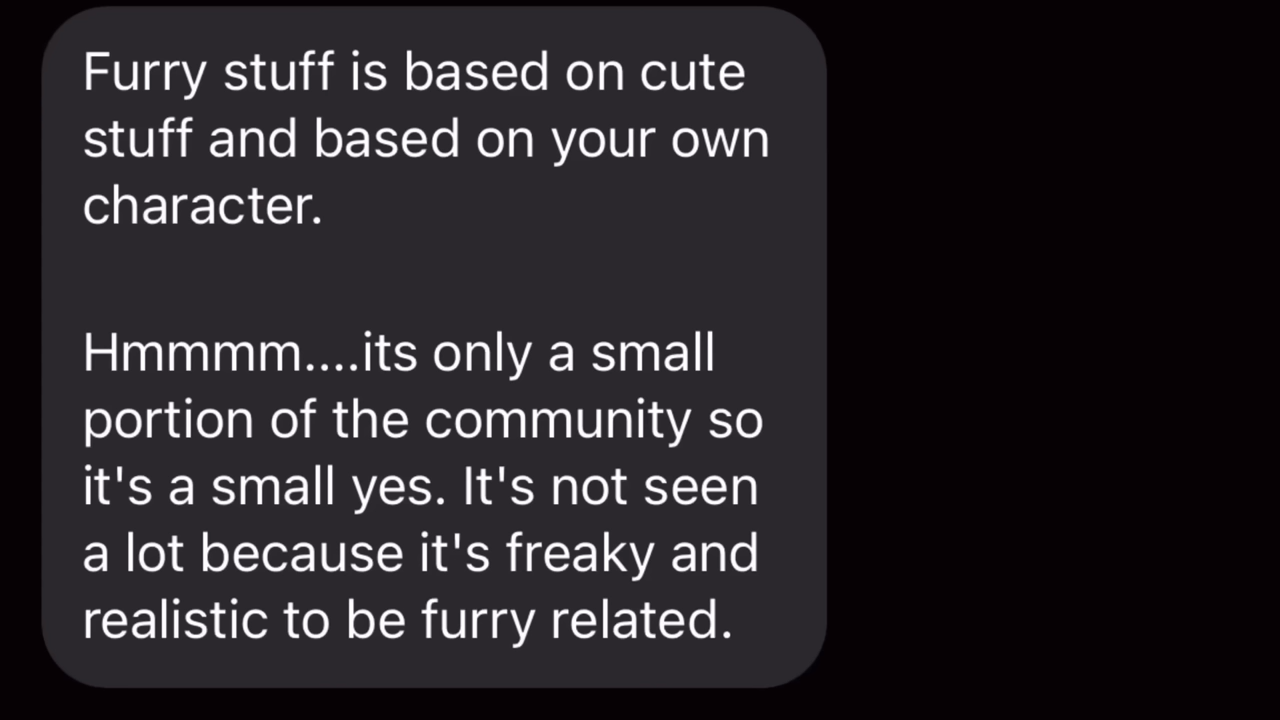 Furry stuff is based on cute
stuff and based on your own
character.
Hmmmm....its only a small
portion of the community so
it's a small yes. It's not seen
a lot because it's freaky and
realistic to be furry related.